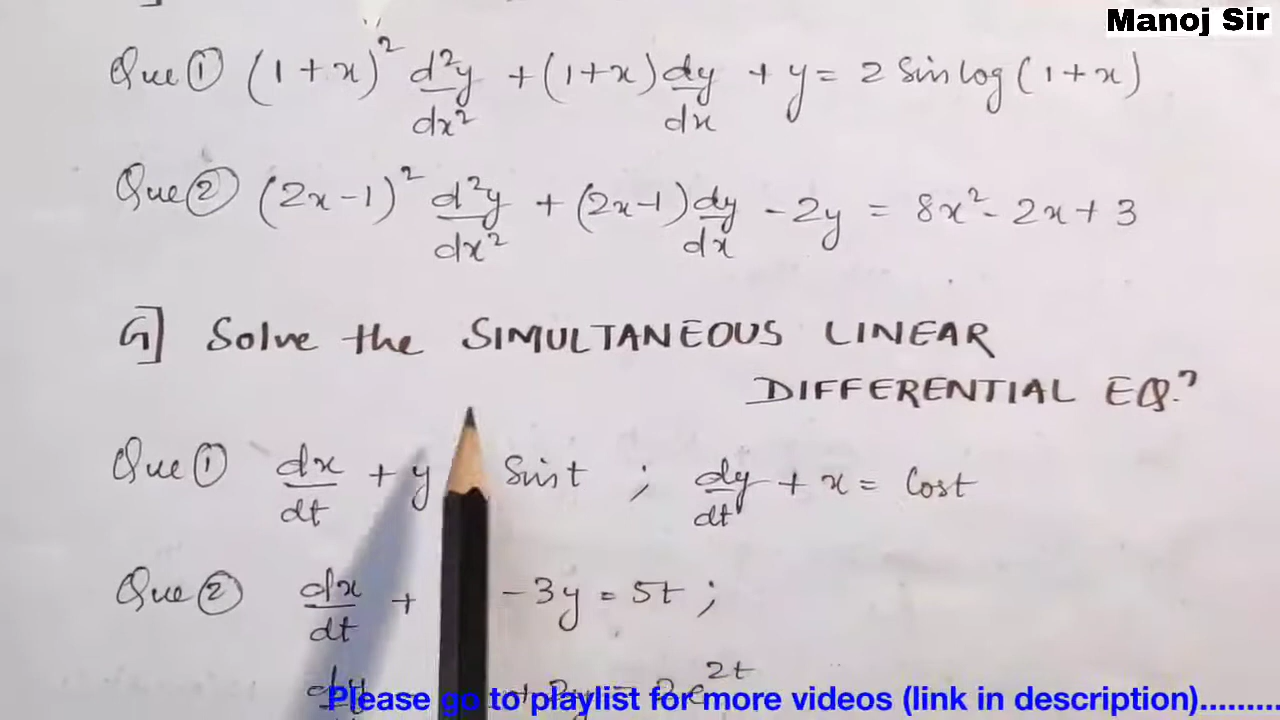 Manoj Sir
Que ① (1+x)² d²y/dx² + (1+x) dy/dx + y = 2 Sin log (1+x)
Que ② (2x-1)² d²y/dx² + (2x-1) dy/dx - 2y = 8x² - 2x + 3
G] Solve the SIMULTANEOUS LINEAR
DIFFERENTIAL EQ?
Que ① dx/dt + y Sint ; dy/dt + x = Cost
Que ② dx/dt + - 3y = 5t ;
e^2t
Please go to playlist for more videos (link in description).........